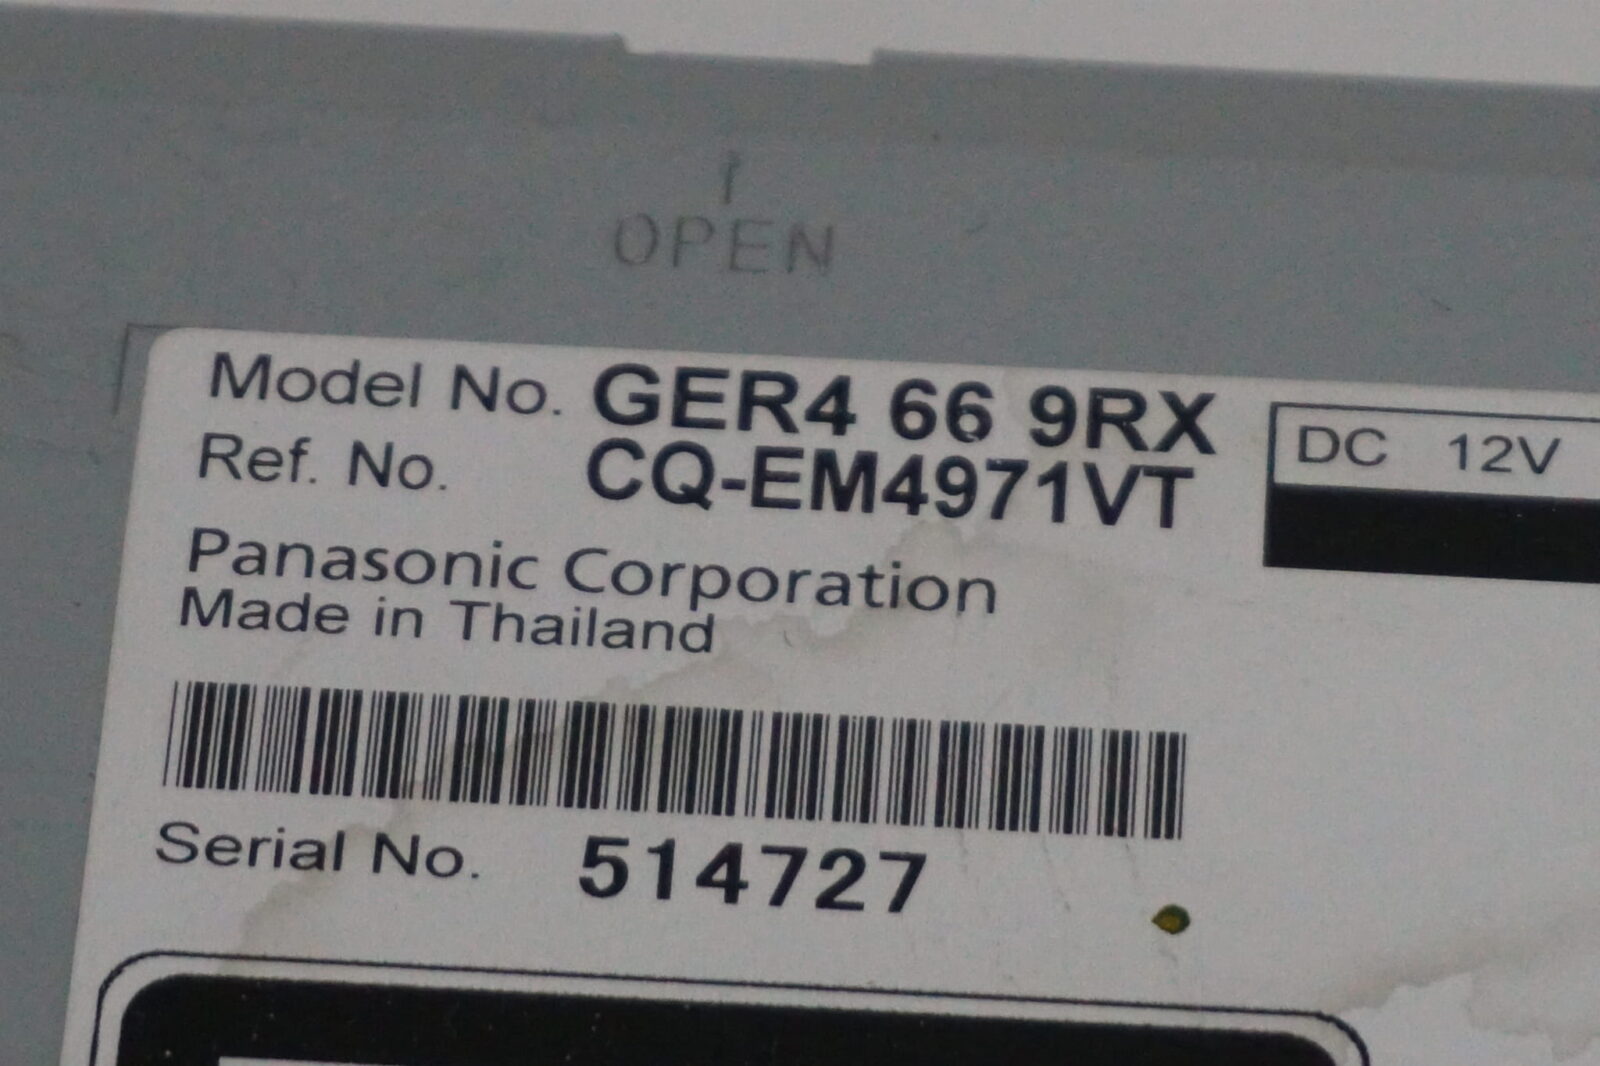 OPEN
Model No. GER4 66 9RX
Ref. No. CQ-EM4971VT
DC 12V
Panasonic Corporation
Made in Thailand
Serial No. 514727